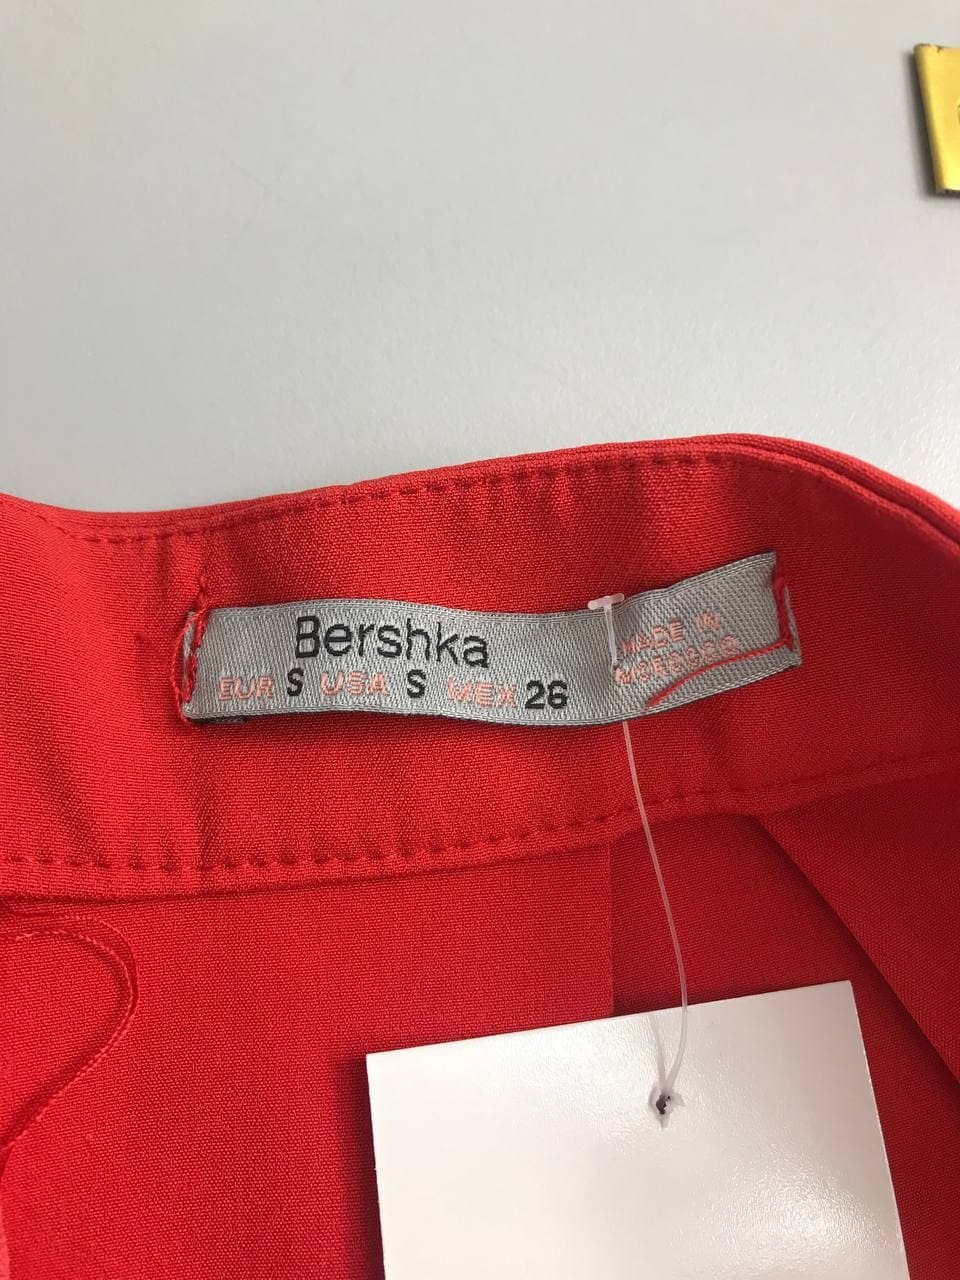 Bershka
EUR S USA S MEX 26
MADE IN
MOROCCO